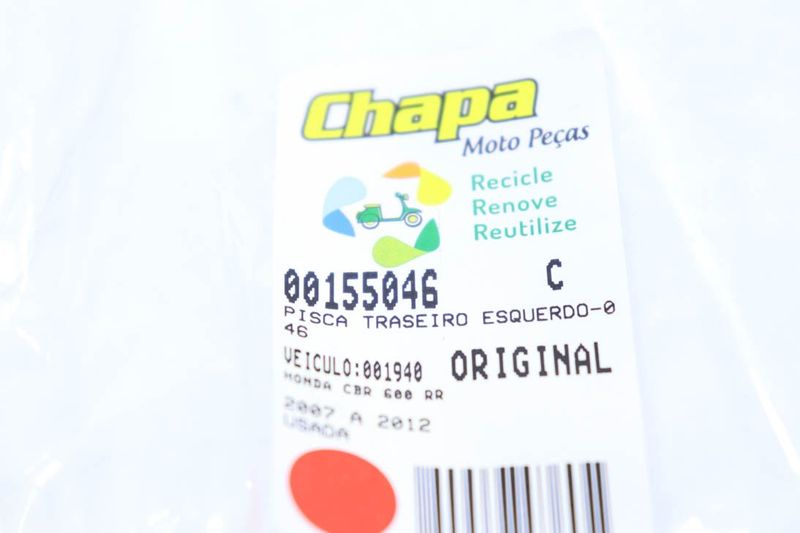 Chapa
Moto Peças
Recicle
Renove
Reutilize
00155046 C
PISCA TRASEIRO ESQUERDO-0
46
VEICULO:001940 ORIGINAL
HONDA CBR 600 RR
2007 A 2012
USADA